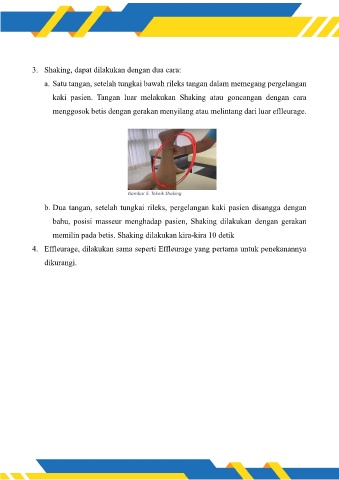 3. Shaking, dapat dilakukan dengan dua cara:
a. Satu tangan, setelah tungkai bawah rileks tangan dalam memegang pergelangan
kaki pasien. Tangan luar melakukan Shaking atau goncangan dengan cara
menggosok betis dengan gerakan menyilang atau melintang dari luar effleurage.
Gambar 5. Teknik Shaking
b. Dua tangan, setelah tungkai rileks, pergelangan kaki pasien disangga dengan
bahu, posisi masseur menghadap pasien, Shaking dilakukan dengan gerakan
memilin pada betis. Shaking dilakukan kira-kira 10 detik
4. Effleurage, dilakukan sama seperti Effleurage yang pertama untuk penekanannya
dikurangi.